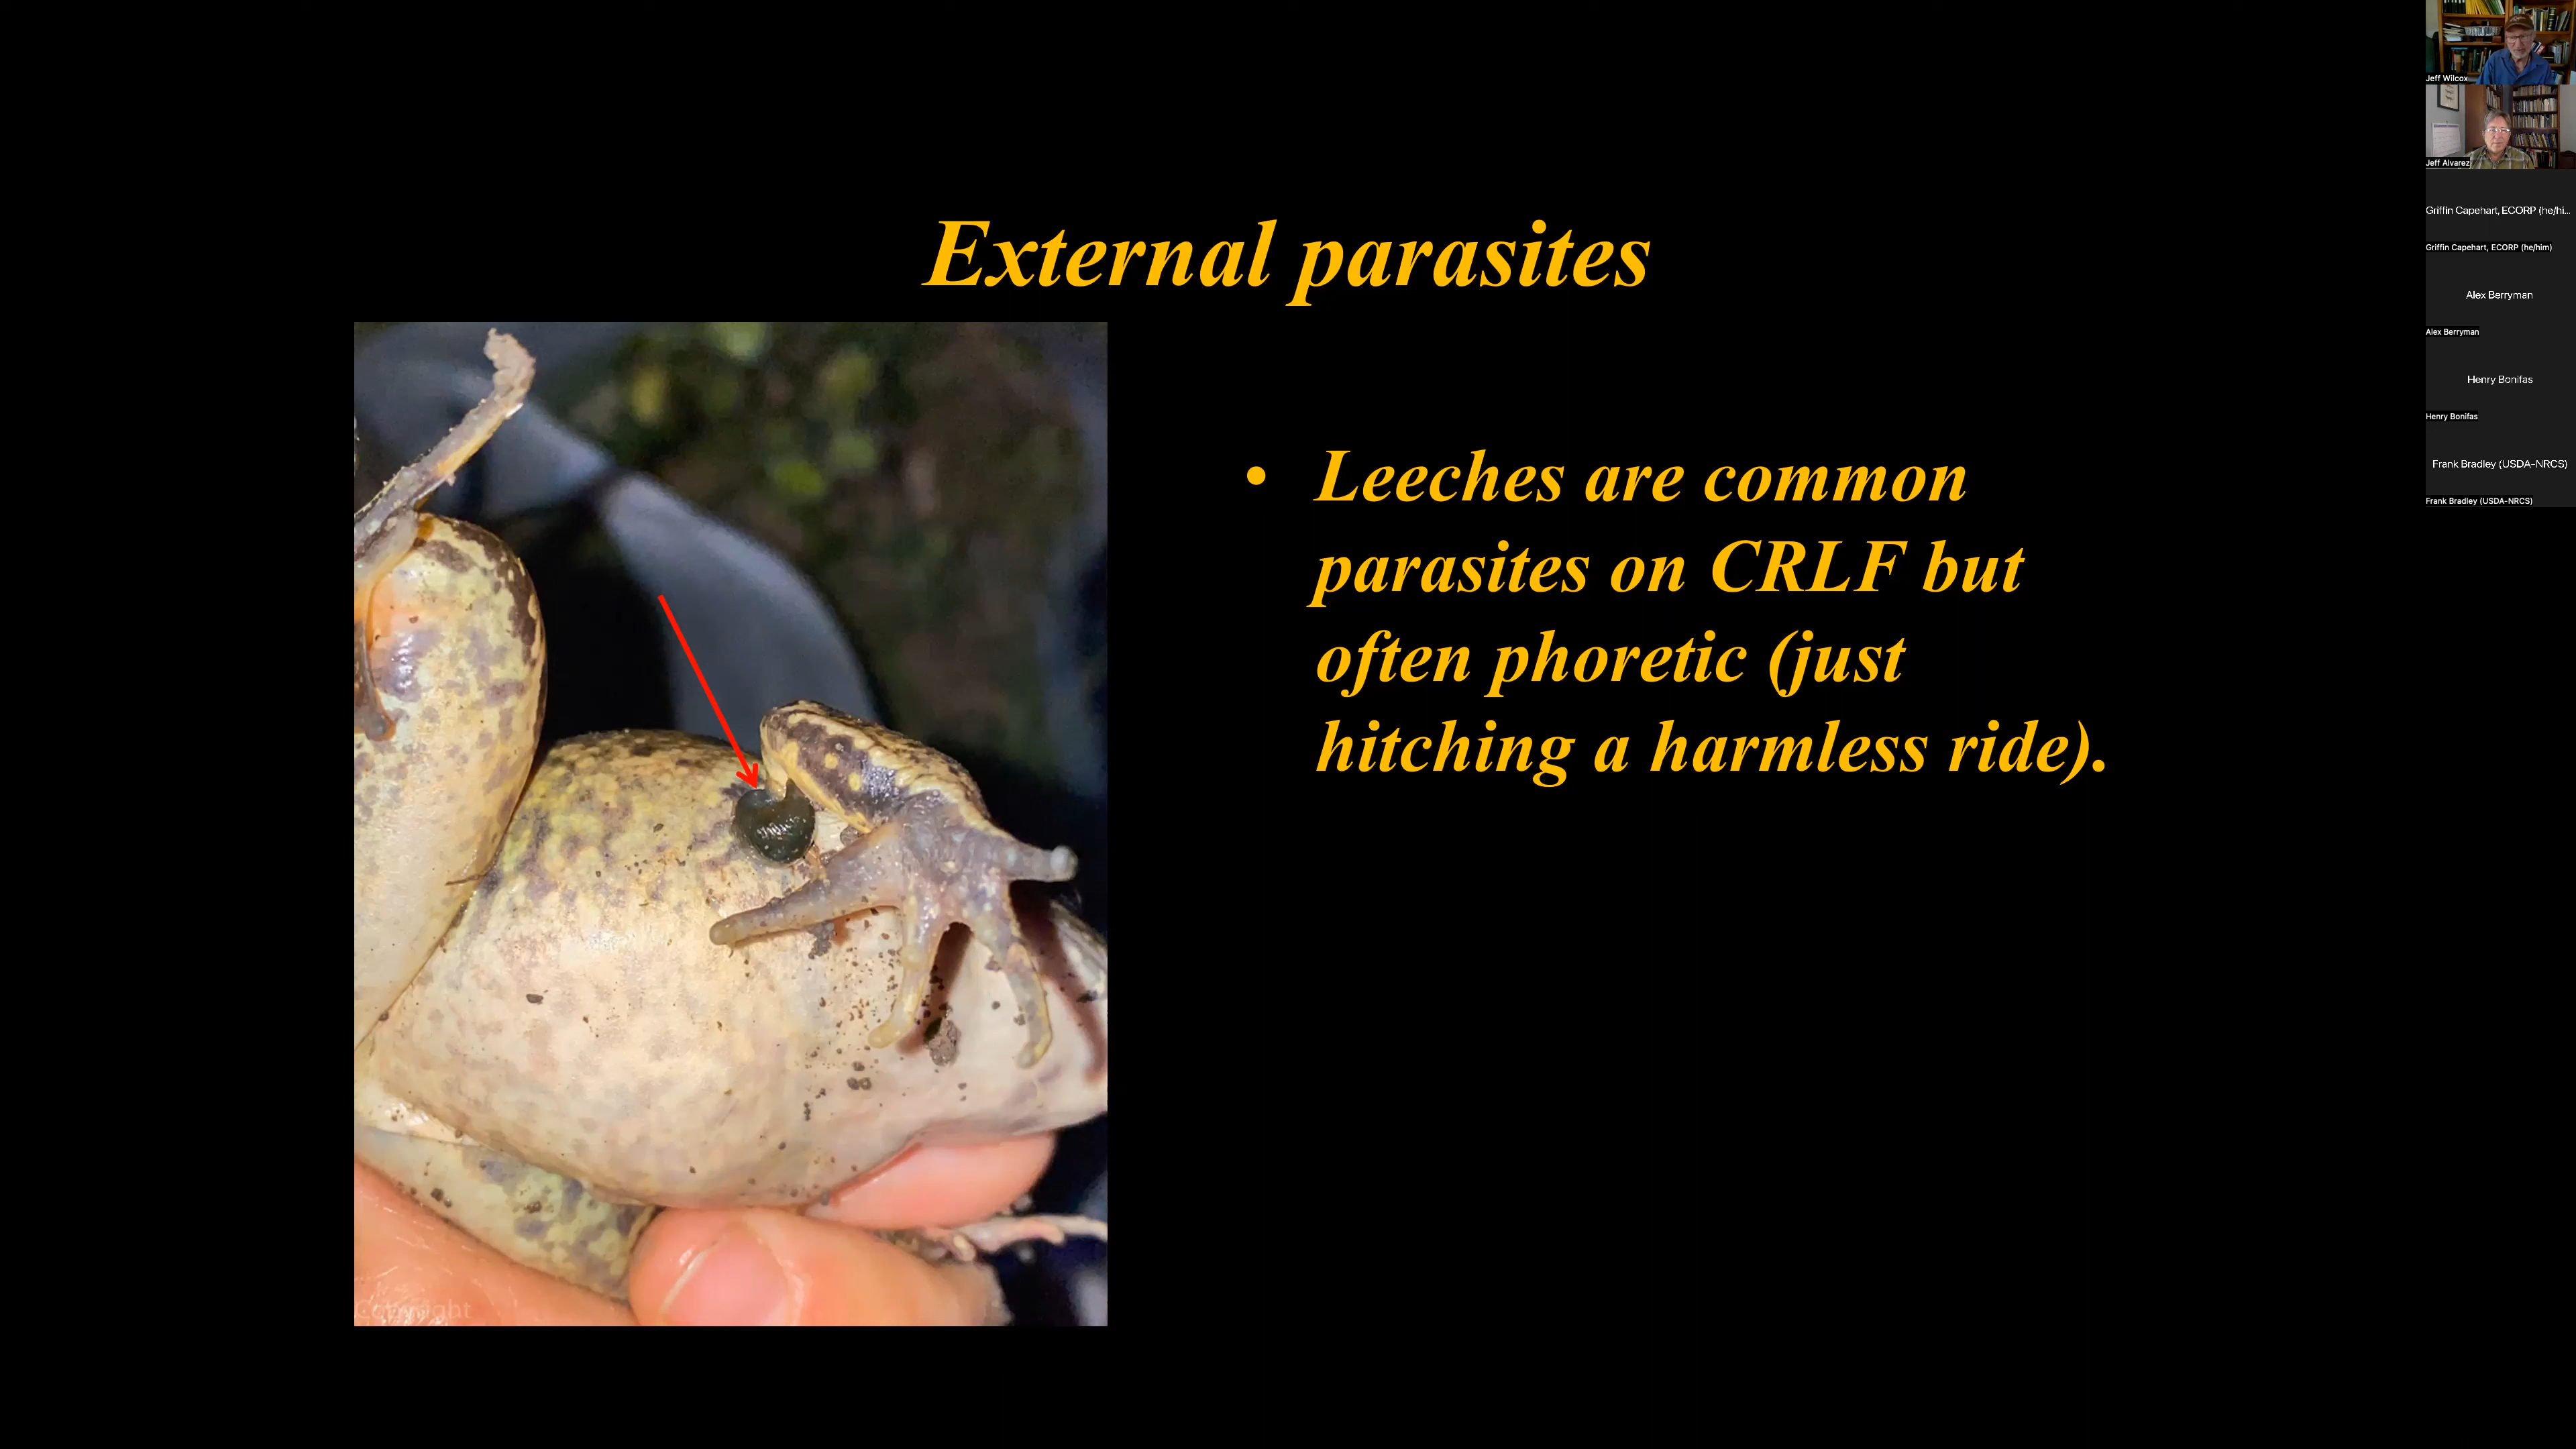 External parasites
• Leeches are common
parasites on CRLF but
often phoretic (just
hitching a harmless ride).
Copyright
Jeff Wilcox
Jeff Alvarez
Griffin Capehart, ECORP (he/hi...
Griffin Capehart, ECORP (he/him)
Alex Berryman
Alex Berryman
Henry Bonifas
Henry Bonifas
Frank Bradley (USDA-NRCS)
Frank Bradley (USDA-NRCS)